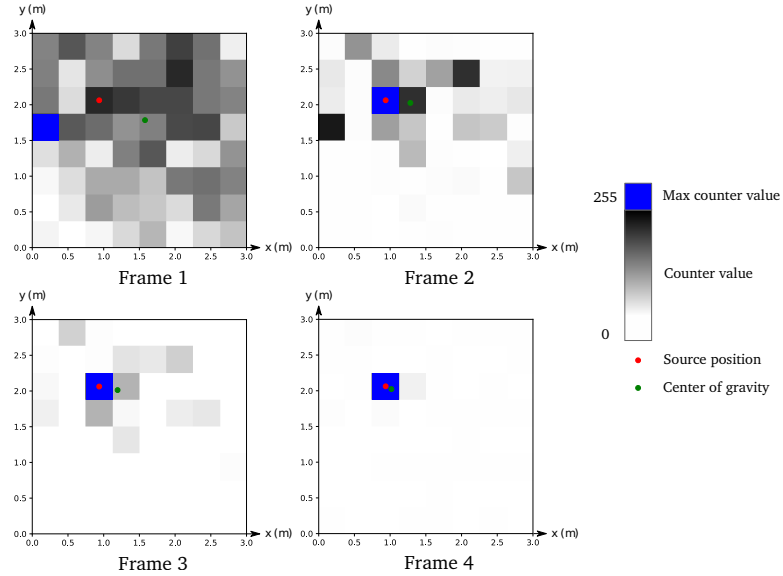 y (m)
3.0
2.5
2.0
1.5
1.0
0.5
0.0
0.0 0.5 1.0 1.5 2.0 2.5 3.0
x (m)
Frame 1
y (m)
3.0
2.5
2.0
1.5
1.0
0.5
0.0
0.0 0.5 1.0 1.5 2.0 2.5 3.0
x (m)
Frame 2
y (m)
3.0
2.5
2.0
1.5
1.0
0.5
0.0
0.0 0.5 1.0 1.5 2.0 2.5 3.0
x (m)
Frame 3
y (m)
3.0
2.5
2.0
1.5
1.0
0.5
0.0
0.0 0.5 1.0 1.5 2.0 2.5 3.0
x (m)
Frame 4
255
Max counter value
Counter value
0
Source position
Center of gravity